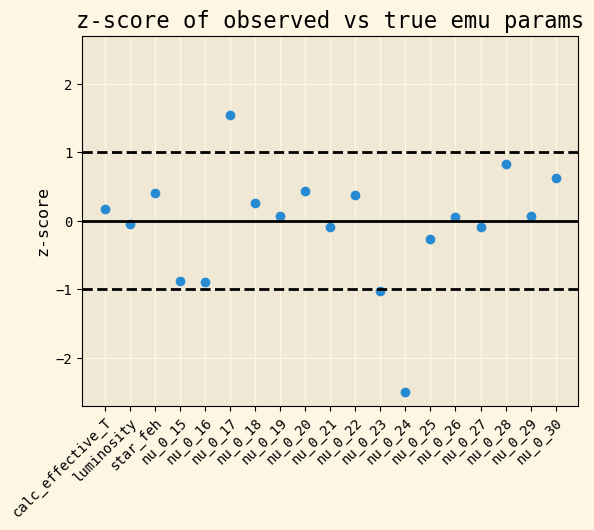 z-score of observed vs true emu params
z-score
2
1
0
−1
−2
calc_effective_T
luminosity
star_feh
nu_0_15
nu_0_16
nu_0_17
nu_0_18
nu_0_19
nu_0_20
nu_0_21
nu_0_22
nu_0_23
nu_0_24
nu_0_25
nu_0_26
nu_0_27
nu_0_28
nu_0_29
nu_0_30